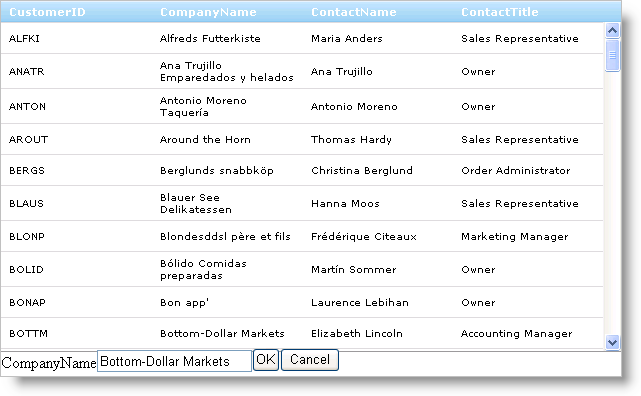 CustomerID CompanyName ContactName ContactTitle
ALFKI Alfreds Futterkiste Maria Anders Sales Representative
ANATR Ana Trujillo Emparedados y helados Ana Trujillo Owner
ANTON Antonio Moreno Taquería Antonio Moreno Owner
AROUT Around the Horn Thomas Hardy Sales Representative
BERGS Berglunds snabbköp Christina Berglund Order Administrator
BLAUS Blauer See Delikatessen Hanna Moos Sales Representative
BLONP Blondesddsl père et fils Frédérique Citeaux Marketing Manager
BOLID Bólido Comidas preparadas Martín Sommer Owner
BONAP Bon app' Laurence Lebihan Owner
BOTTM Bottom-Dollar Markets Elizabeth Lincoln Accounting Manager
CompanyName Bottom-Dollar Markets OK Cancel